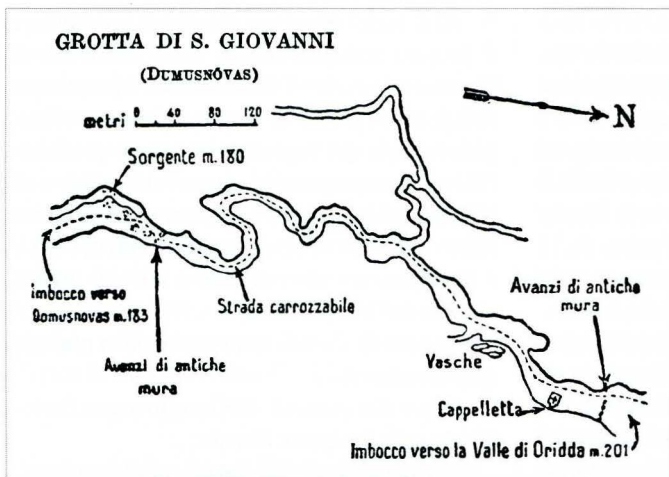 GROTTA DI S. GIOVANNI
(DUMUSNÓVAS)
metri 0 40 80 120
N
Sorgente m.180
Imbocco verso
Domusnovas m.183
Avanzi di antiche
mura
Strada carrozzabile
Avanzi di antiche
mura
Vasche
Cappelletta
Imbocco verso la Valle di Oridda m.201